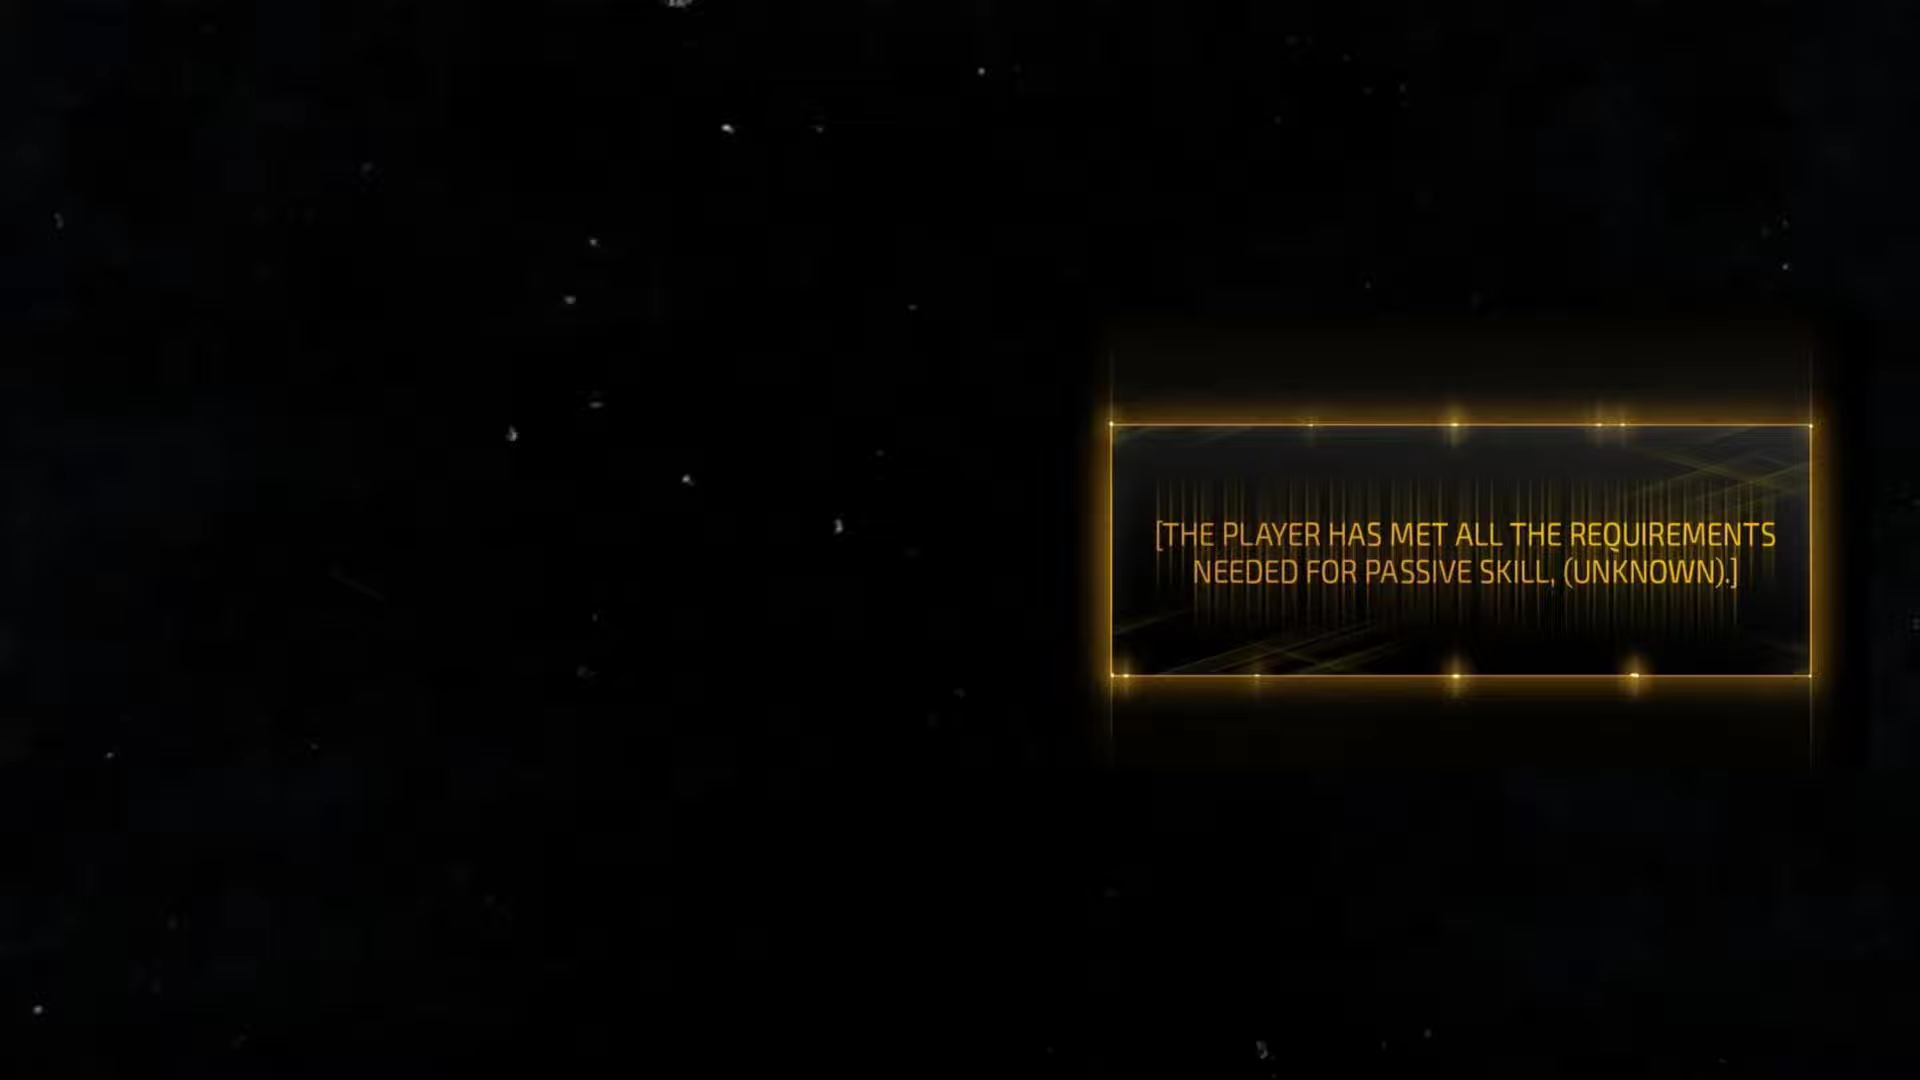 [THE PLAYER HAS MET ALL THE REQUIREMENTS
NEEDED FOR PASSIVE SKILL, (UNKNOWN).]